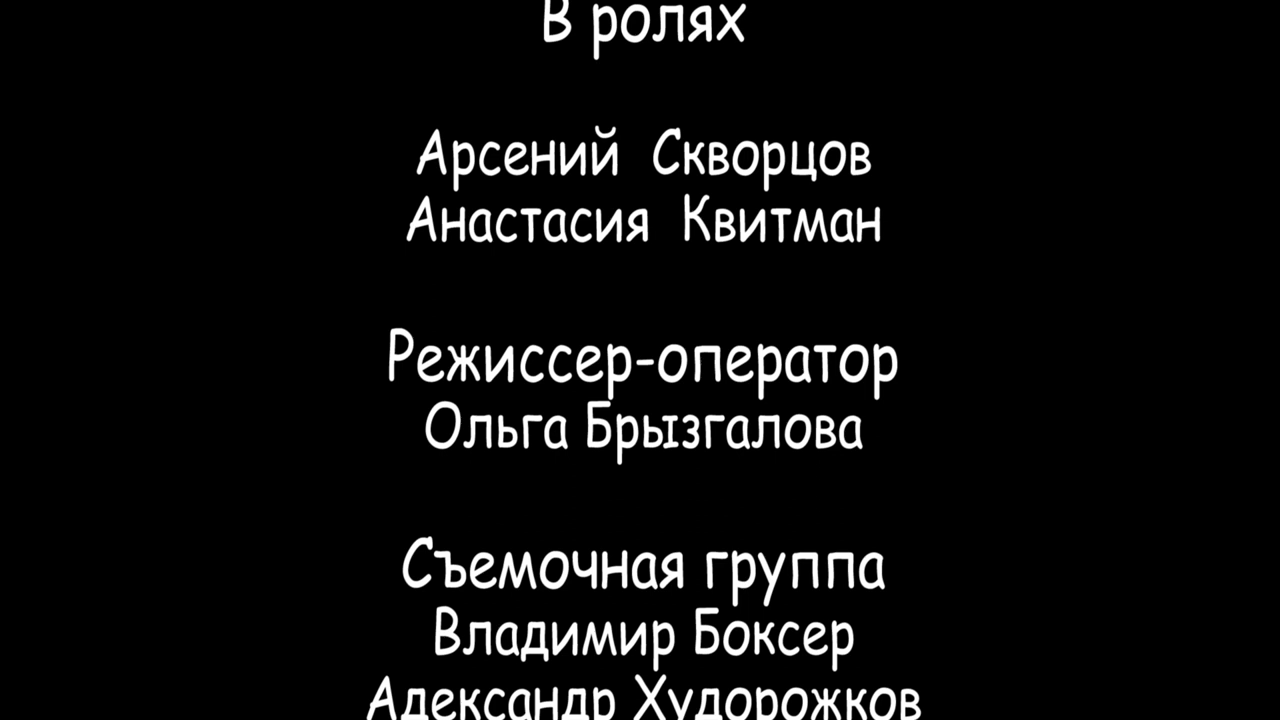 В ролях
Арсений Скворцов
Анастасия Квитман
Режиссер-оператор
Ольга Брызгалова
Съемочная группа
Владимир Боксер
Александр Худорожков